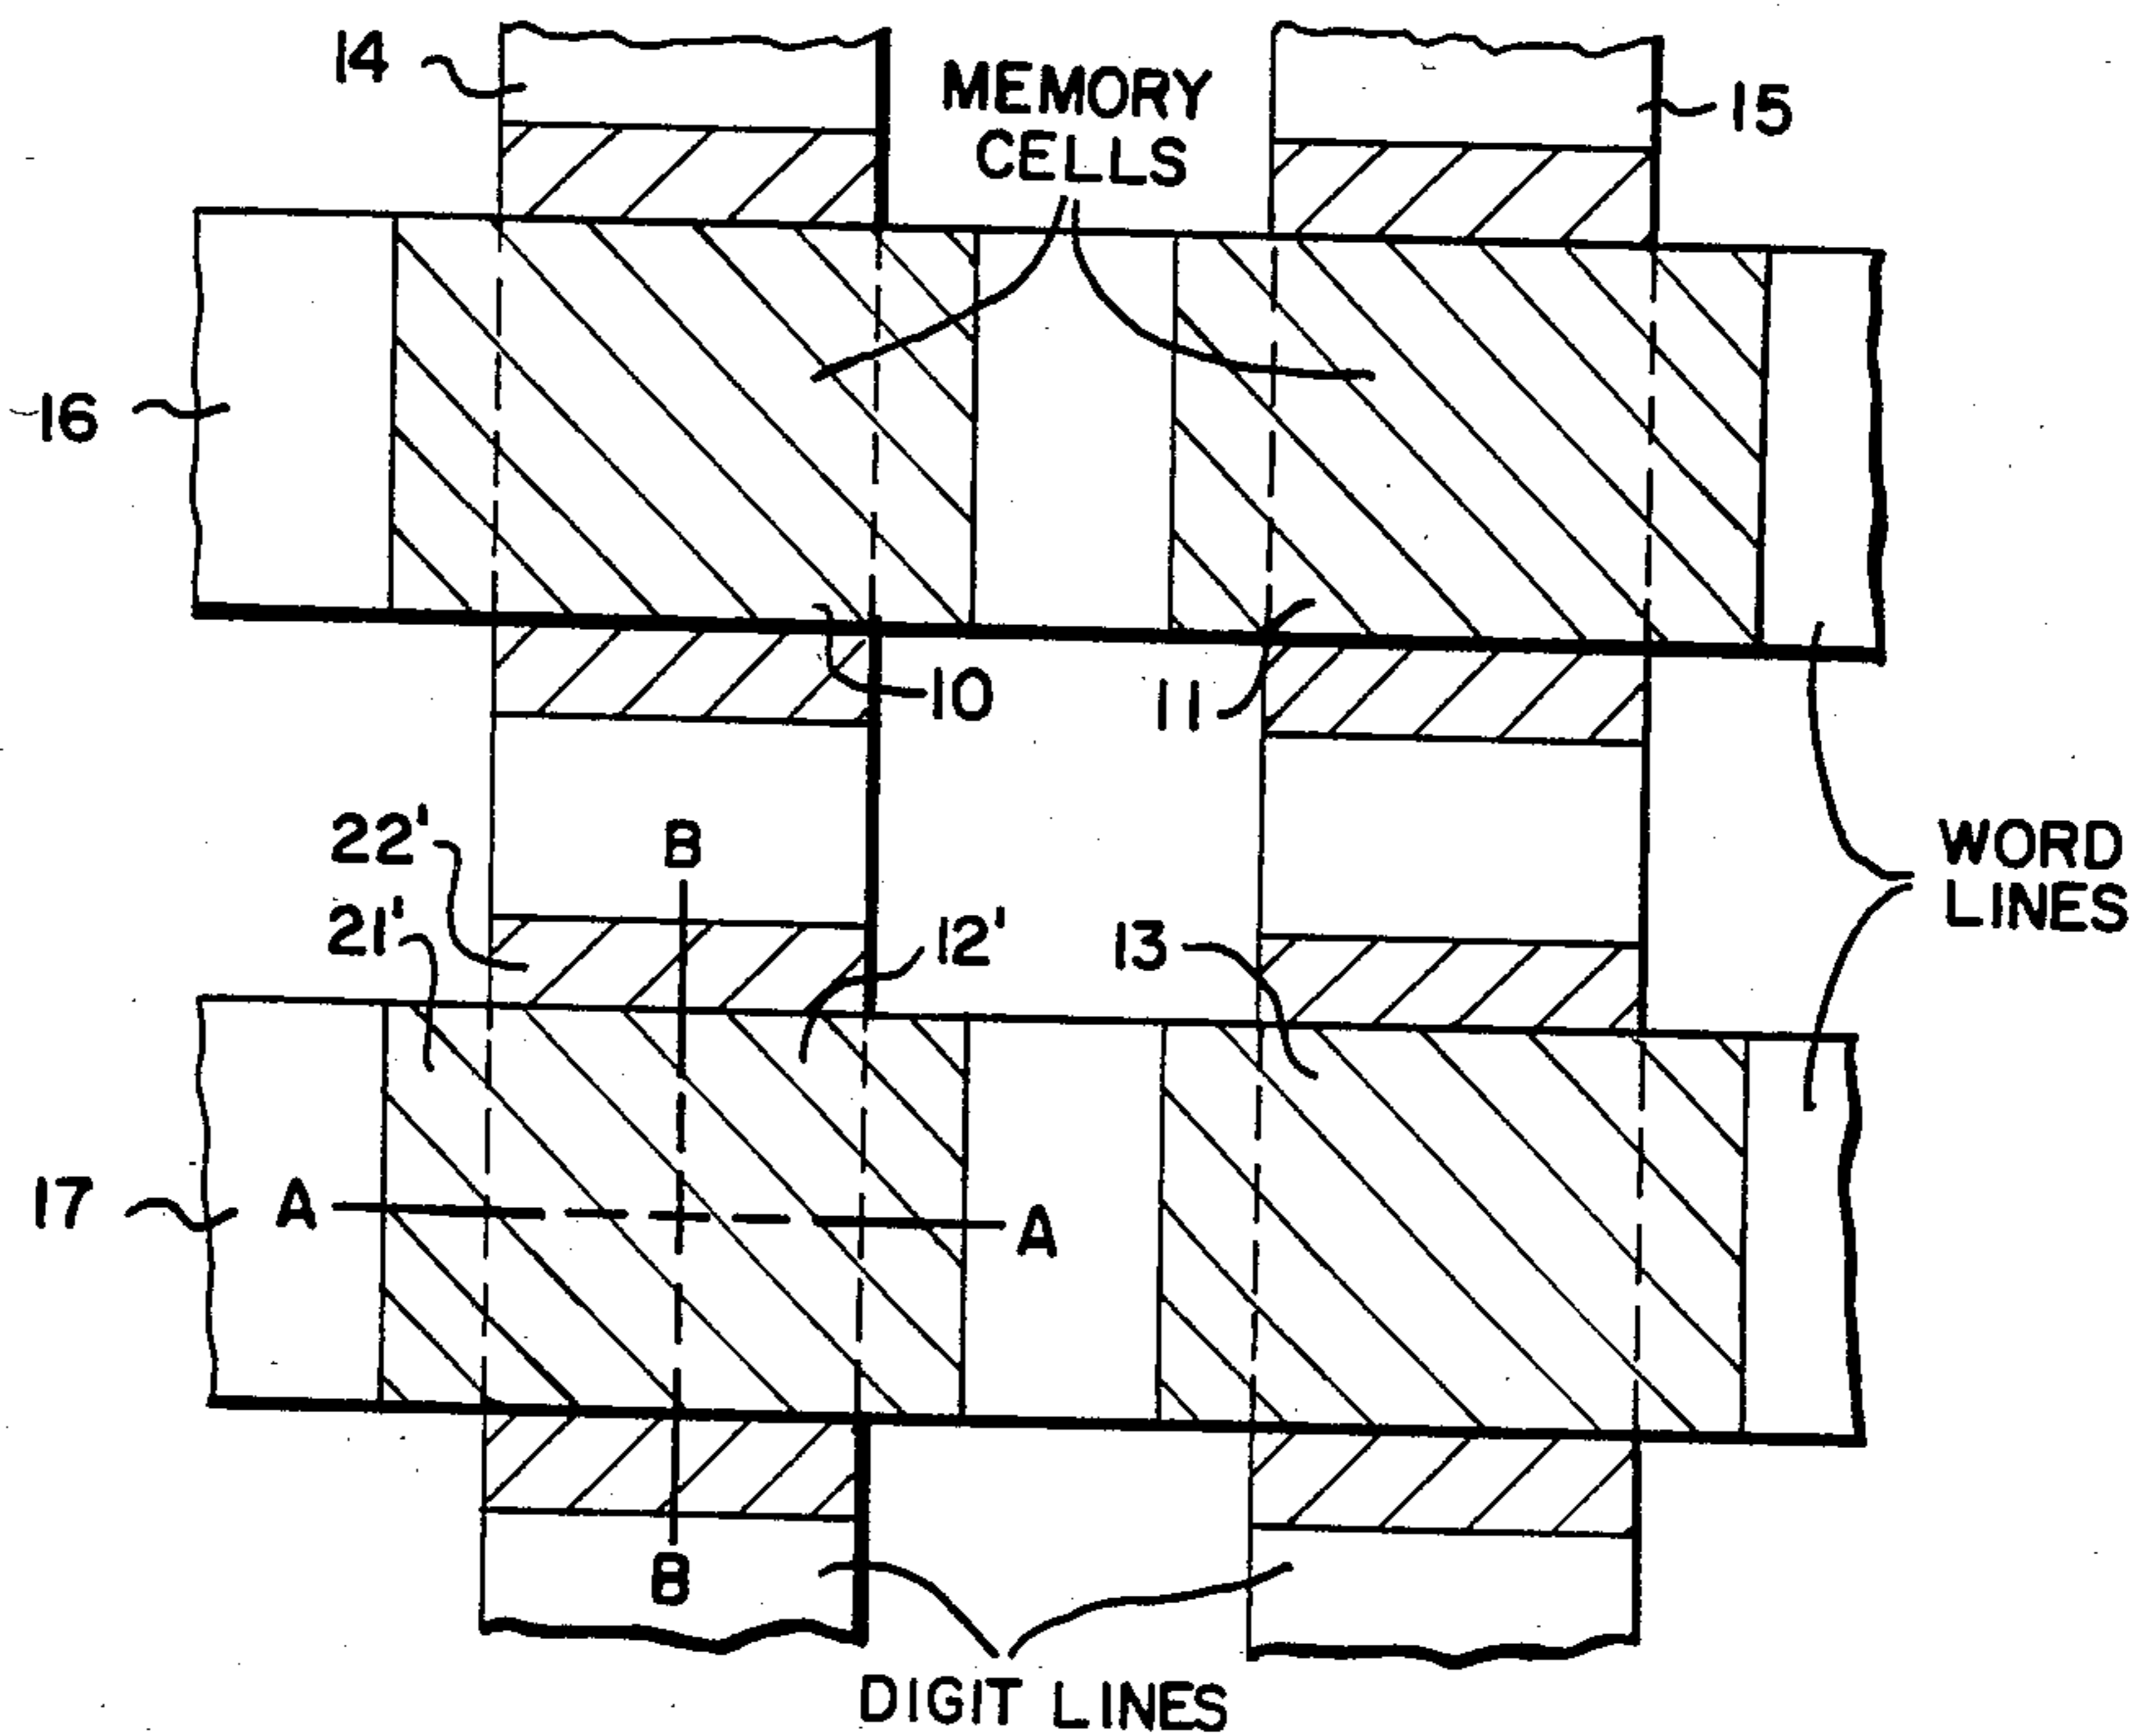 14
MEMORY
CELLS
15
16
10
11
22'
B
WORD
LINES
21'
12'
13
17
A
A
B
DIGIT LINES